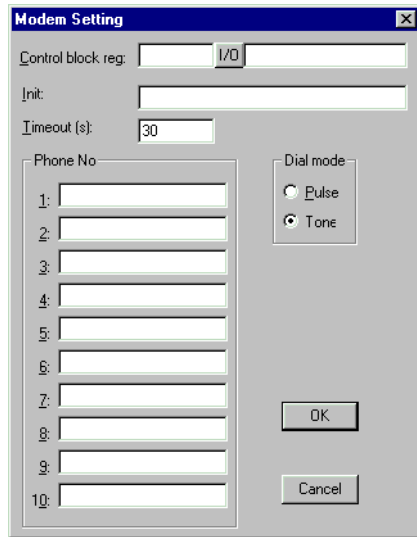 Modem Setting
Control block reg: I/O
Init:
Timeout (s): 30
Phone No
1:
2:
3:
4:
5:
6:
7:
8:
9:
10:
Dial mode
Pulse
Tone
OK
Cancel